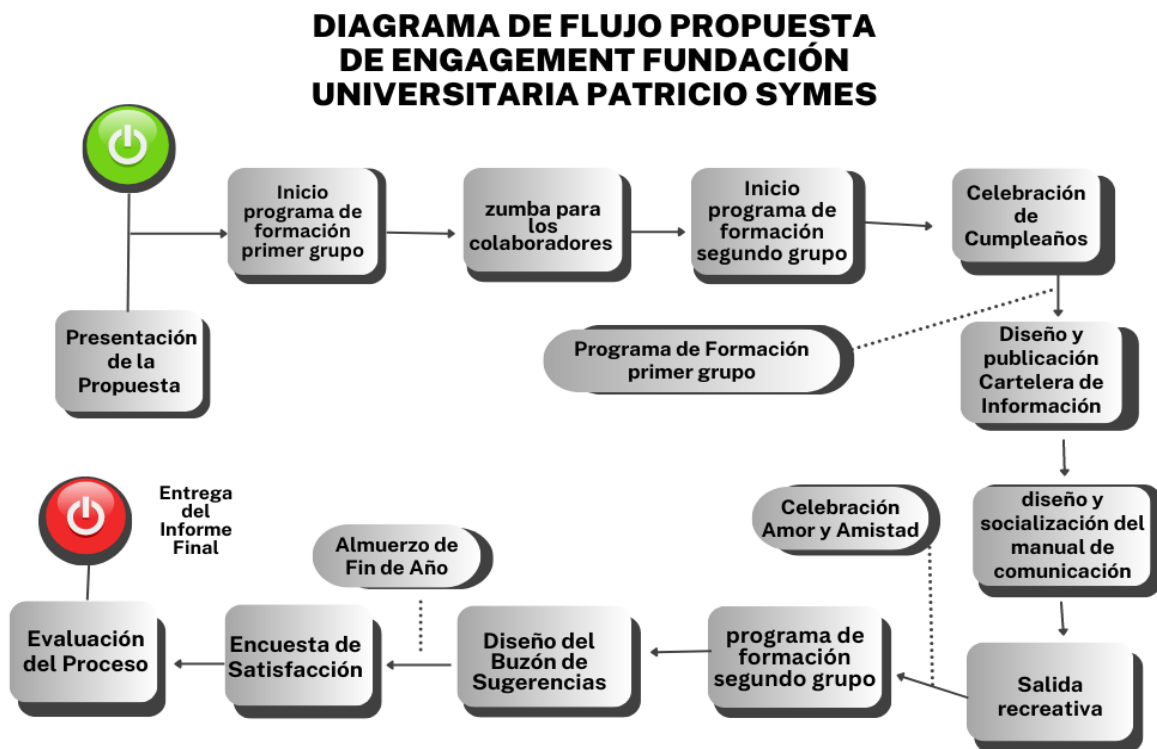 DIAGRAMA DE FLUJO PROPUESTA
DE ENGAGEMENT FUNDACIÓN
UNIVERSITARIA PATRICIO SYMES
Presentación
de la
Propuesta
Inicio
programa de
formación
primer grupo
zumba para
los
colaboradores
Inicio
programa de
formación
segundo grupo
Celebración
de
Cumpleaños
Programa de Formación
primer grupo
Diseño y
publicación
Cartelera de
Información
diseño y
socialización del
manual de
comunicación
Salida
recreativa
Celebración
Amor y Amistad
programa de
formación
segundo grupo
Diseño del
Buzón de
Sugerencias
Almuerzo de
Fin de Año
Encuesta de
Satisfacción
Evaluación
del Proceso
Entrega
del
Informe
Final